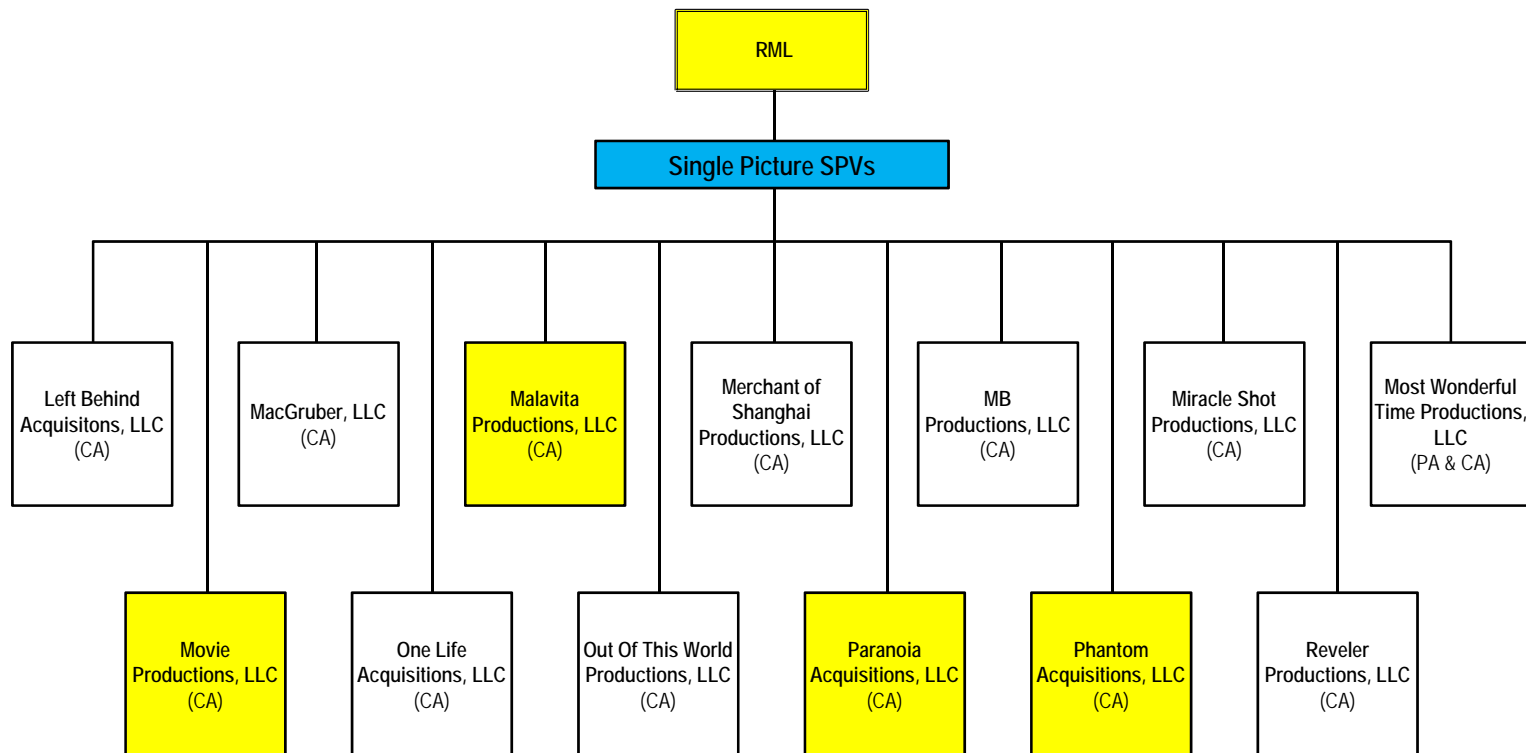 RML
Single Picture SPVs
Left Behind
Acquisitons, LLC
(CA)
MacGruber, LLC
(CA)
Malavita
Productions, LLC
(CA)
Merchant of
Shanghai
Productions, LLC
(CA)
MB
Productions, LLC
(CA)
Miracle Shot
Productions, LLC
(CA)
Most Wonderful
Time Productions,
LLC
(PA & CA)
Movie
Productions, LLC
(CA)
One Life
Acquisitions, LLC
(CA)
Out Of This World
Productions, LLC
(CA)
Paranoia
Acquisitions, LLC
(CA)
Phantom
Acquisitions, LLC
(CA)
Reveler
Productions, LLC
(CA)